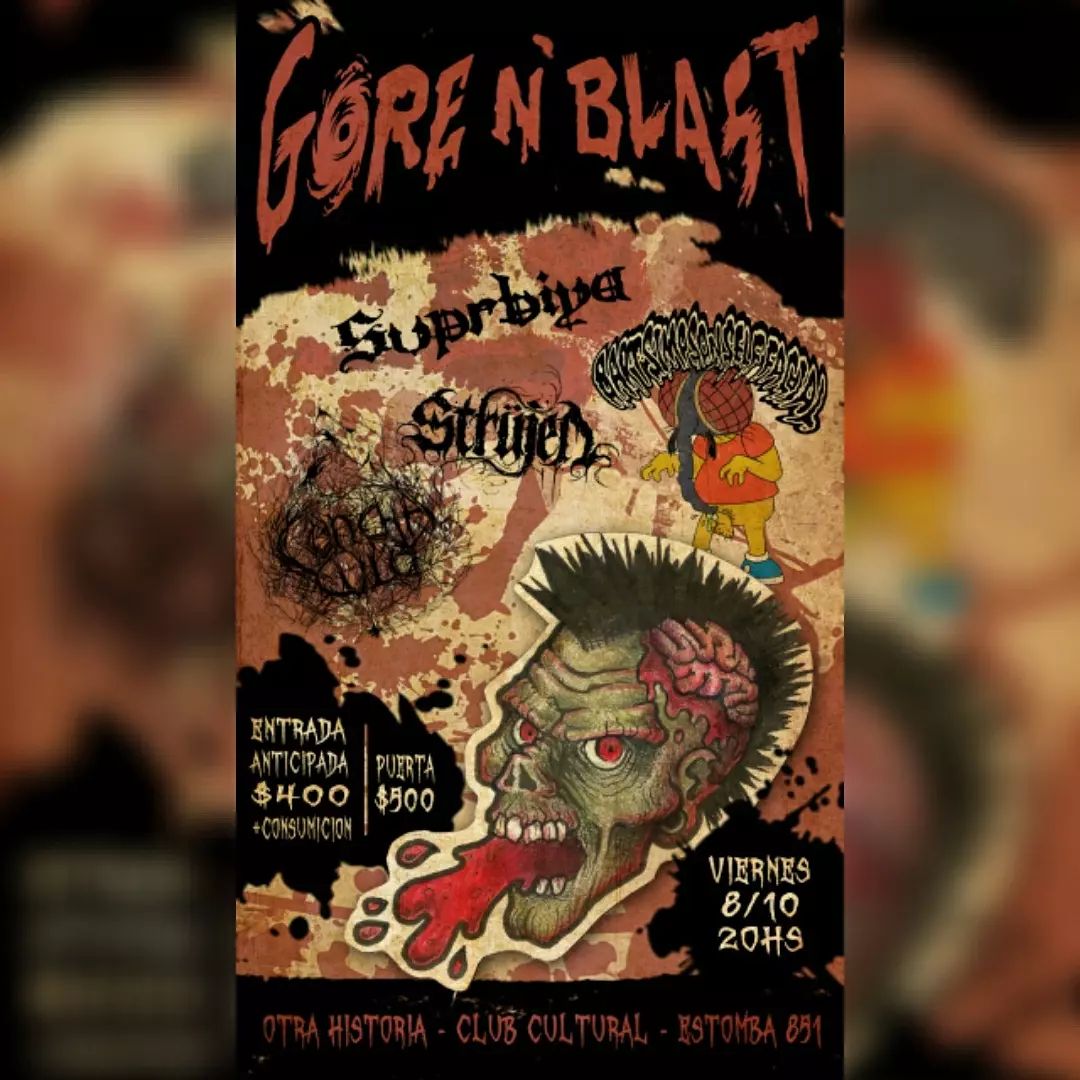 GORE N' BLAST
Suprbiya
Strüjen
ENTRADA
ANTICIPADA
$400
+CONSUMICION
PUERTA
$500
VIERNES
8/10
20HS
OTRA HISTORIA - CLUB CULTURAL - ESTOMBA 851